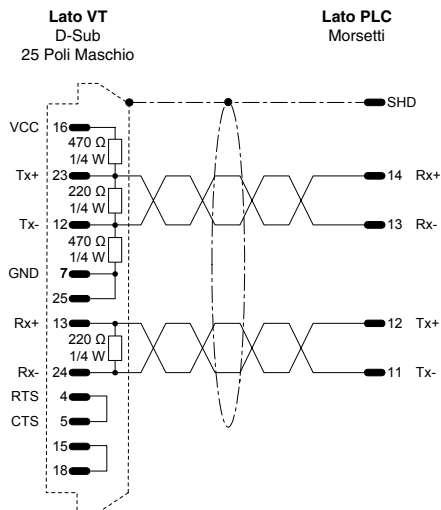 Lato VT
D-Sub
25 Poli Maschio
Lato PLC
Morsetti
SHD
VCC 16
470 Ω
1/4 W
Tx+ 23
14 Rx+
220 Ω
1/4 W
Tx- 12
13 Rx-
470 Ω
1/4 W
GND 7
25
Rx+ 13
12 Tx+
220 Ω
1/4 W
Rx- 24
11 Tx-
RTS 4
CTS 5
15
18